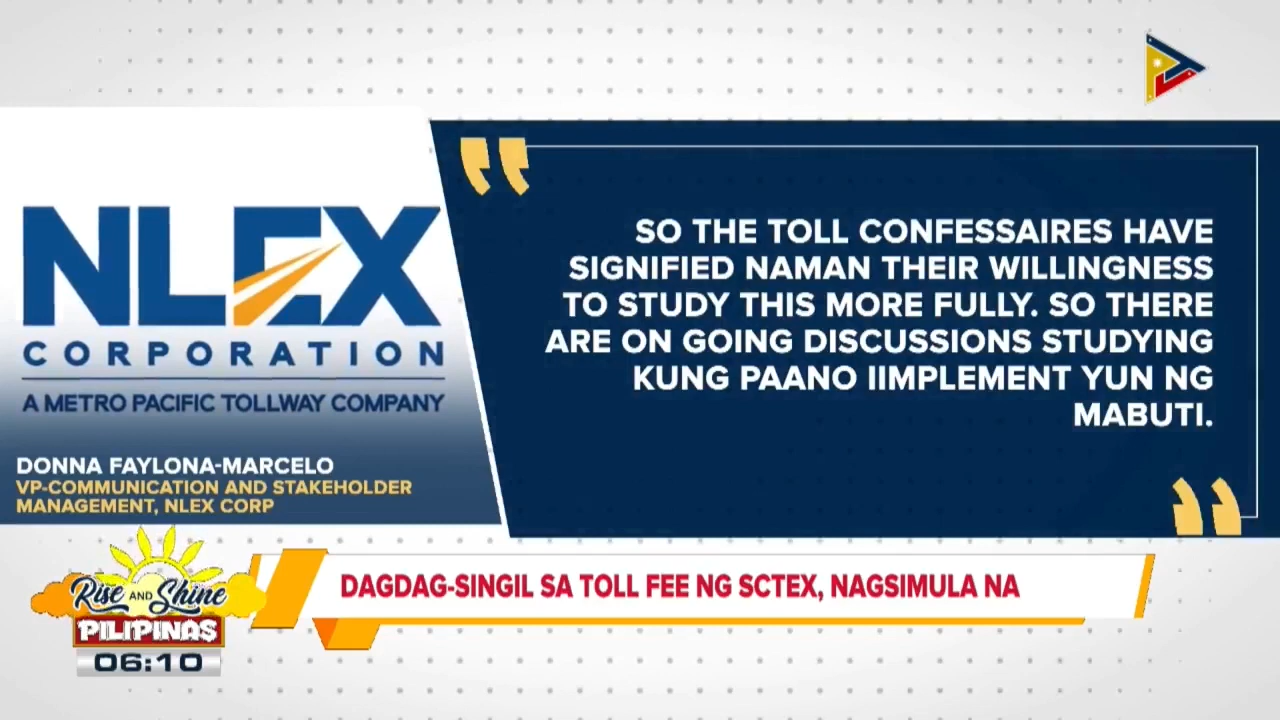 NLEX
CORPORATION
A METRO PACIFIC TOLLWAY COMPANY
DONNA FAYLONA-MARCELO
VP-COMMUNICATION AND STAKEHOLDER
MANAGEMENT, NLEX CORP
SO THE TOLL CONFESSAIRES HAVE
SIGNIFIED NAMAN THEIR WILLINGNESS
TO STUDY THIS MORE FULLY. SO THERE
ARE ON GOING DISCUSSIONS STUDYING
KUNG PAANO IIMPLEMENT YUN NG
MABUTI.
Rise AND Shine
PILIPINAS
06:10
DAGDAG-SINGIL SA TOLL FEE NG SCTEX, NAGSIMULA NA